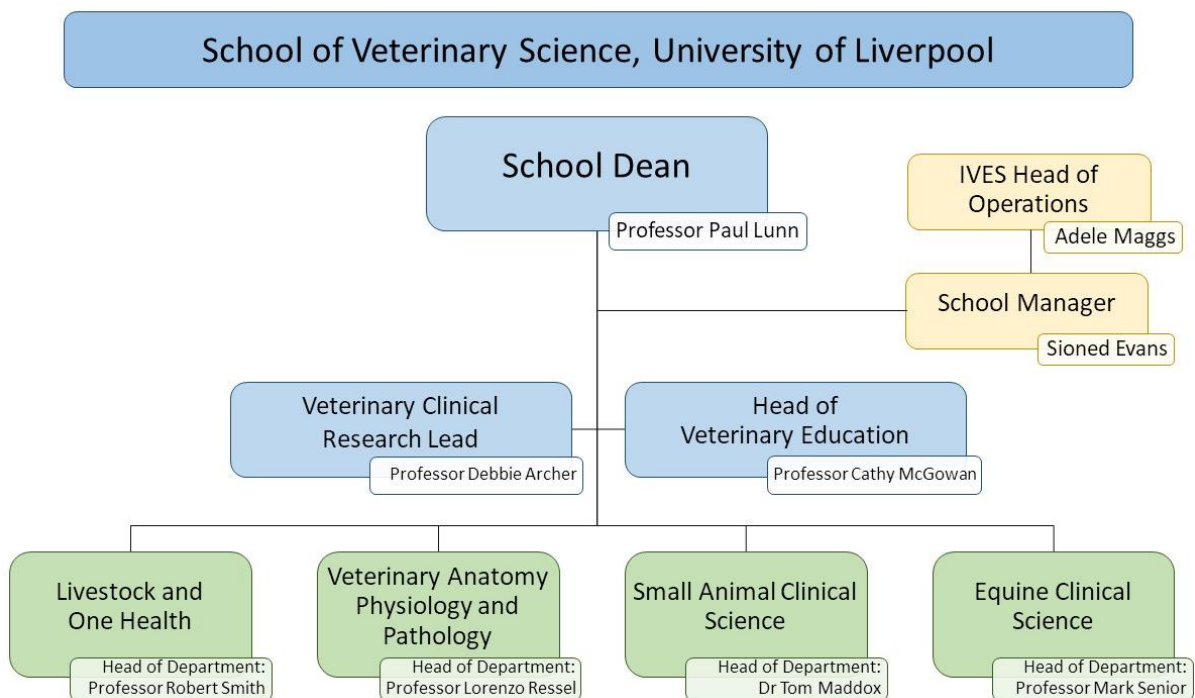 School of Veterinary Science, University of Liverpool
School Dean
Professor Paul Lunn
IVES Head of
Operations
Adele Maggs
School Manager
Sioned Evans
Veterinary Clinical
Research Lead
Professor Debbie Archer
Head of
Veterinary Education
Professor Cathy McGowan
Livestock and
One Health
Head of Department:
Professor Robert Smith
Veterinary Anatomy
Physiology and
Pathology
Head of Department:
Professor Lorenzo Ressel
Small Animal Clinical
Science
Head of Department:
Dr Tom Maddox
Equine Clinical
Science
Head of Department:
Professor Mark Senior